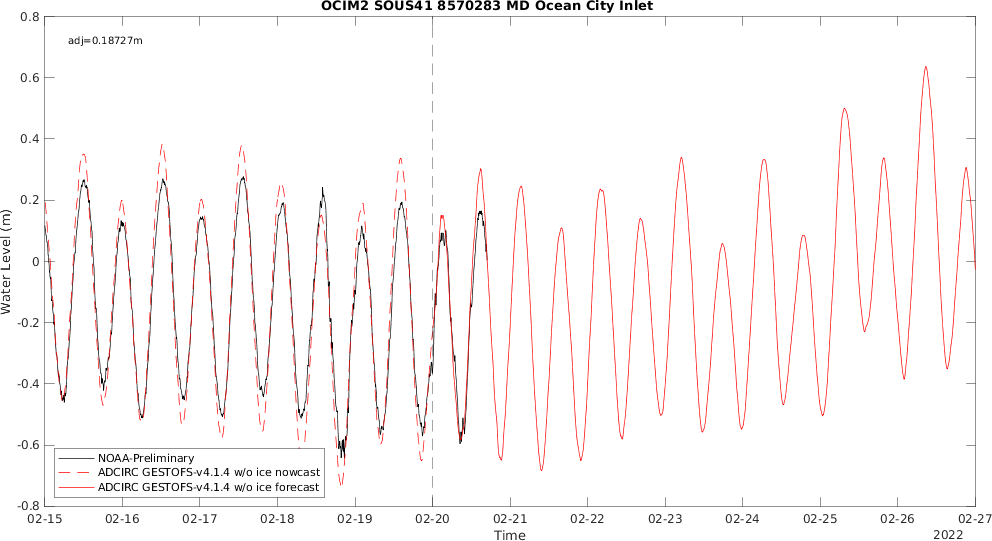 OCIM2 SOUS41 8570283 MD Ocean City Inlet
adj=0.18727m
0.8
0.6
0.4
0.2
0
-0.2
-0.4
-0.6
-0.8
Water Level (m)
NOAA-Preliminary
ADCIRC GESTOFS-v4.1.4 w/o ice nowcast
ADCIRC GESTOFS-v4.1.4 w/o ice forecast
02-15 02-16 02-17 02-18 02-19 02-20 02-21 02-22 02-23 02-24 02-25 02-26 02-27
Time
2022